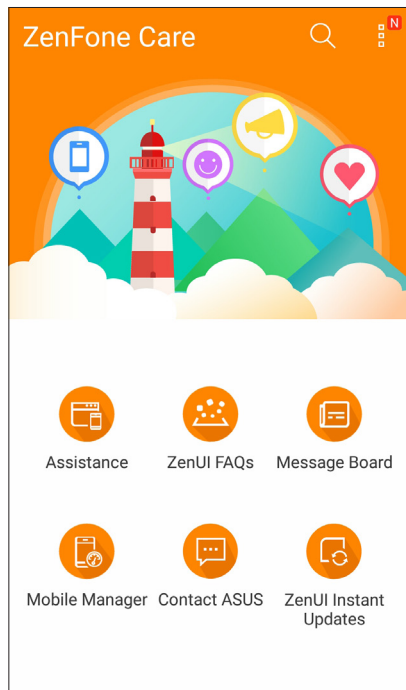 ZenFone Care
N
Assistance
ZenUI FAQs
Message Board
Mobile Manager
Contact ASUS
ZenUI Instant
Updates